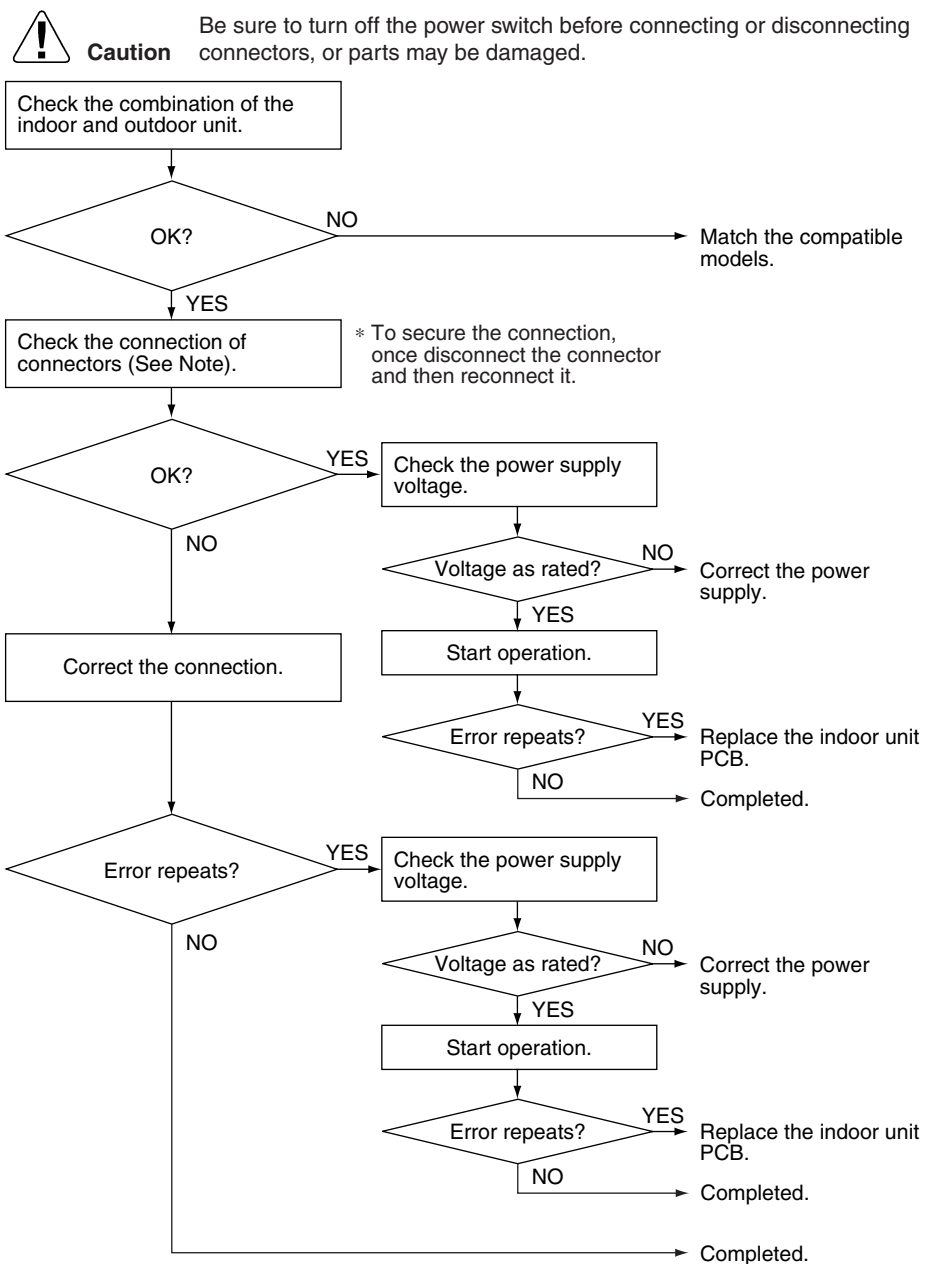 Be sure to turn off the power switch before connecting or disconnecting
Caution connectors, or parts may be damaged.
Check the combination of the
indoor and outdoor unit.
OK?
NO
Match the compatible
models.
YES
Check the connection of
connectors (See Note).
* To secure the connection,
once disconnect the connector
and then reconnect it.
OK?
YES
Check the power supply
voltage.
NO
Voltage as rated?
NO
Correct the power
supply.
YES
Correct the connection.
Start operation.
Error repeats?
YES
Replace the indoor unit
PCB.
NO
Completed.
Error repeats?
YES
Check the power supply
voltage.
NO
Voltage as rated?
NO
Correct the power
supply.
YES
Start operation.
Error repeats?
YES
Replace the indoor unit
PCB.
NO
Completed.
Completed.